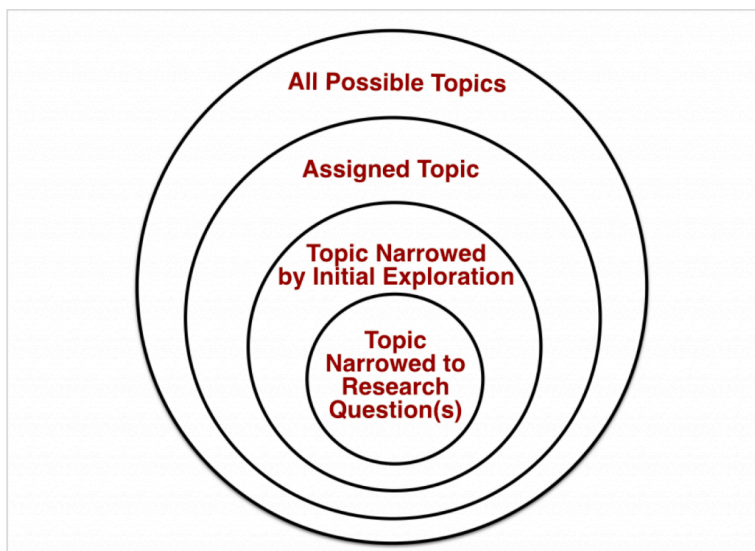 All Possible Topics
Assigned Topic
Topic Narrowed
by Initial Exploration
Topic
Narrowed to
Research
Question(s)